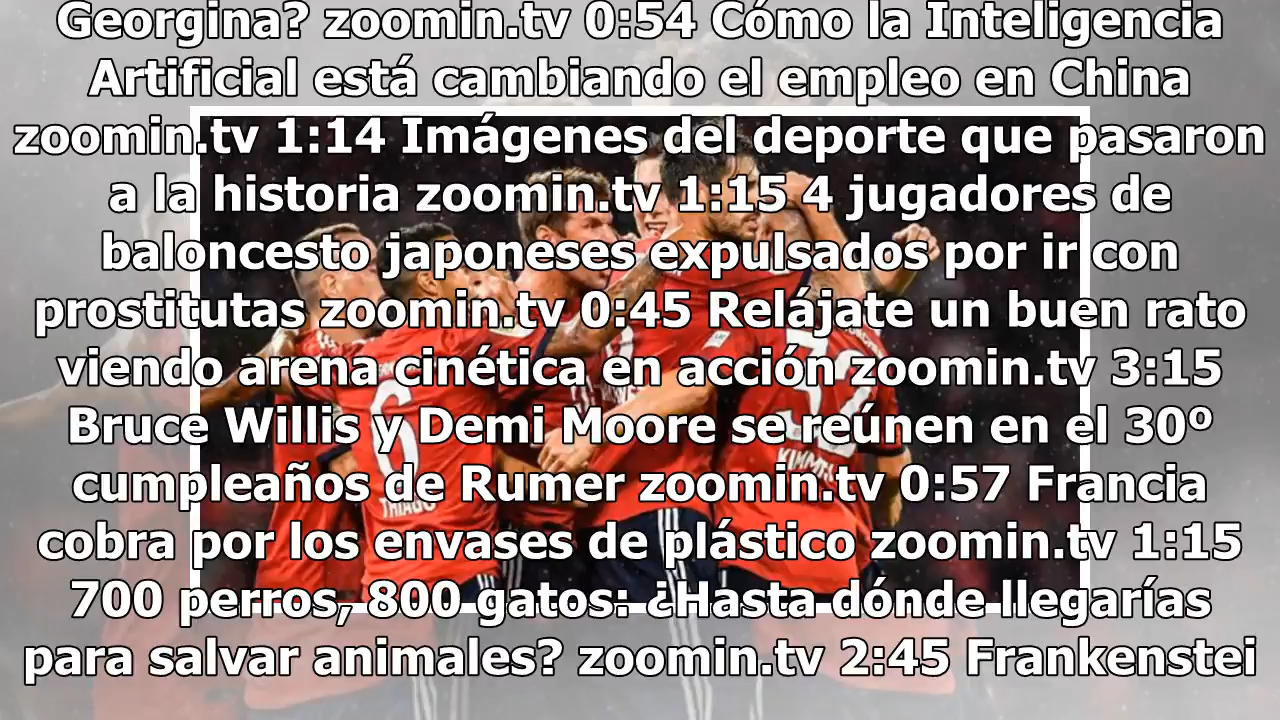 Georgina? zoomin.tv 0:54 Cómo la Inteligencia
Artificial está cambiando el empleo en China
zoomin.tv 1:14 Imágenes del deporte que pasaron
a la historia zoomin.tv 1:15 4 jugadores de
baloncesto japoneses expulsados por ir con
prostitutas zoomin.tv 0:45 Relájate un buen rato
viendo arena cinética en acción zoomin.tv 3:15
Bruce Willis y Demi Moore se reúnen en el 30º
cumpleaños de Rumer zoomin.tv 0:57 Francia
cobra por los envases de plástico zoomin.tv 1:15
700 perros, 800 gatos: ¿Hasta dónde llegarías
para salvar animales? zoomin.tv 2:45 Frankenstei
6
THIAGO
32
KIMMICH